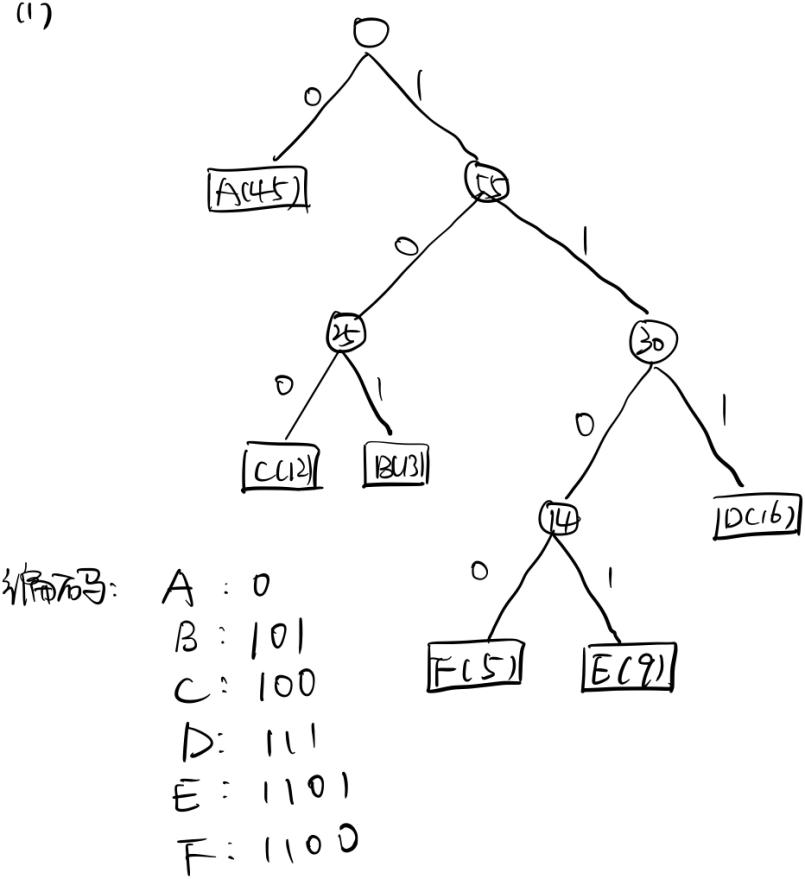 (1)
0 1
A(45) 55
0 1
25 30
0 1 0 1
C(12) B(13)
14 D(16)
0 1
F(5) E(9)
编码: A : 0
B : 101
C : 100
D : 111
E : 1101
F : 1100